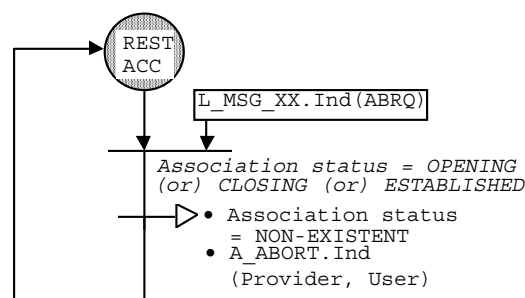 REST
ACC
L_MSG_XX.Ind(ABRQ)
Association status = OPENING
(or) CLOSING (or) ESTABLISHED
• Association status
= NON-EXISTENT
• A_ABORT.Ind
(Provider, User)